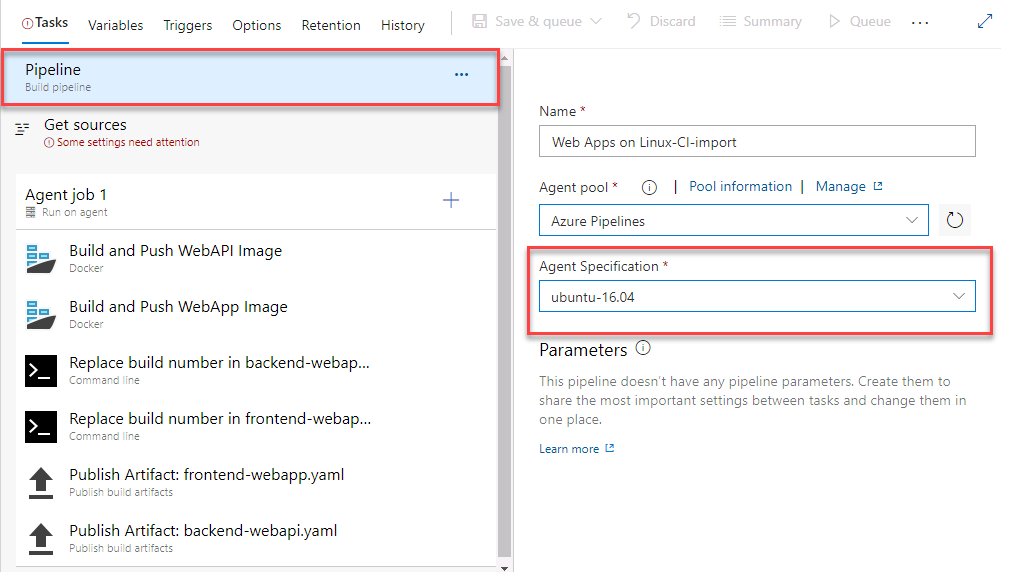 Tasks Variables Triggers Options Retention History Save & queue Discard Summary Queue ...
Pipeline ...
Build pipeline
Get sources
Some settings need attention
Agent job 1
Run on agent
Build and Push WebAPI Image
Docker
Build and Push WebApp Image
Docker
Replace build number in backend-webap...
Command line
Replace build number in frontend-webap...
Command line
Publish Artifact: frontend-webapp.yaml
Publish build artifacts
Publish Artifact: backend-webapi.yaml
Publish build artifacts
Name *
Web Apps on Linux-CI-import
Agent pool * | Pool information | Manage
Azure Pipelines
Agent Specification *
ubuntu-16.04
Parameters
This pipeline doesn't have any pipeline parameters. Create them to
share the most important settings between tasks and change them in
one place.
Learn more